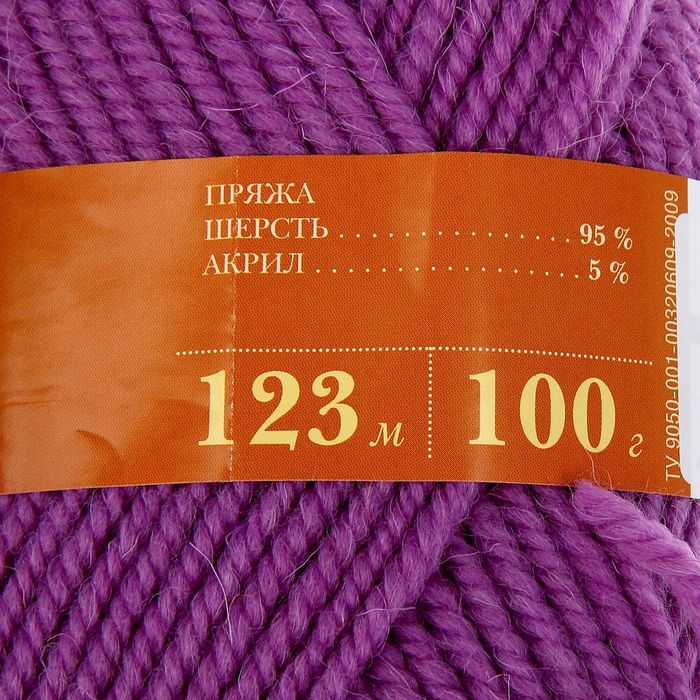 ПРЯЖА
ШЕРСТЬ.......................95 %
АКРИЛ.........................5 %
123 м
100 г
ТУ 9050-001-00320609-2009